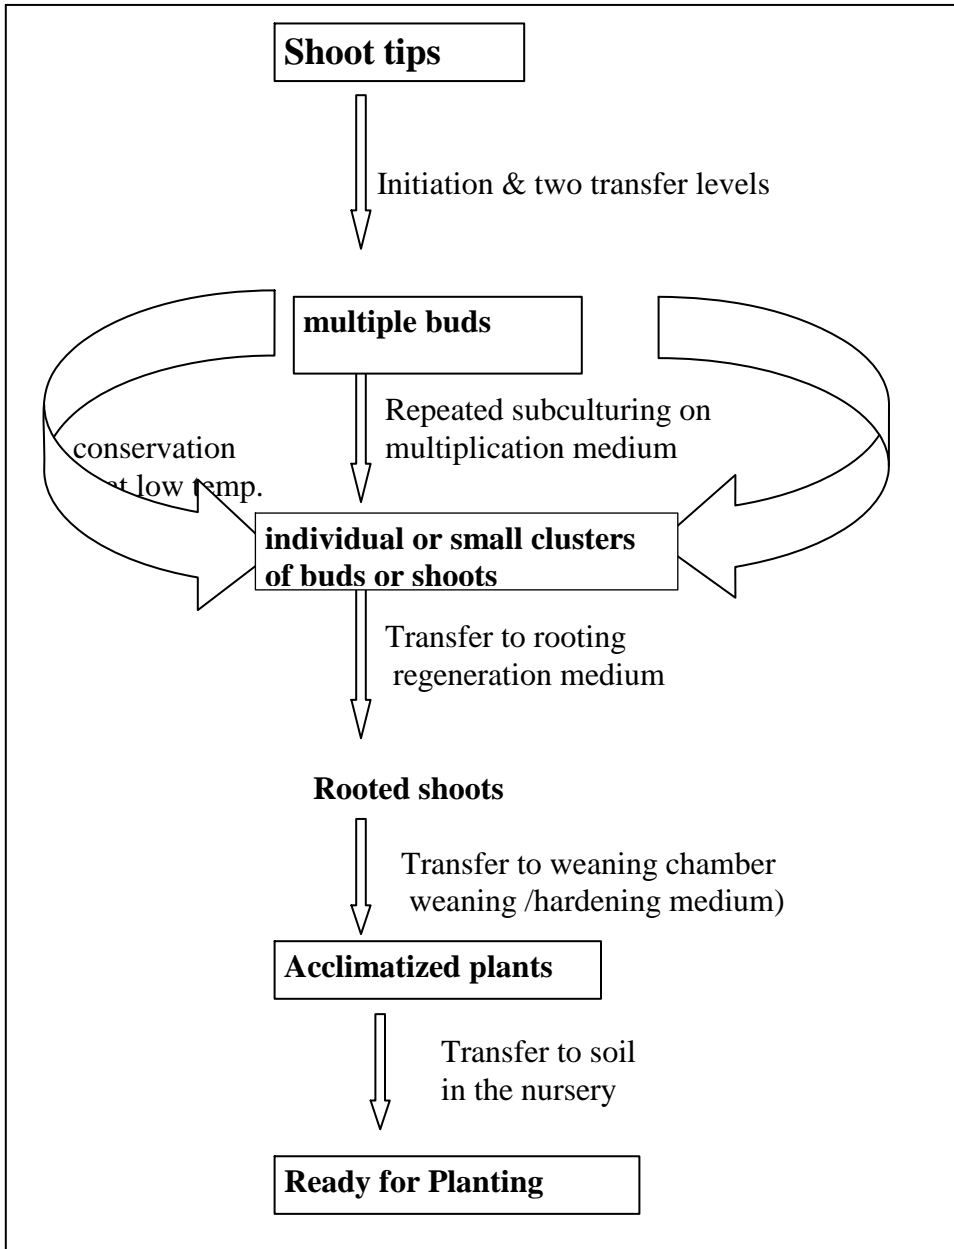 Shoot tips
Initiation & two transfer levels
multiple buds
Repeated subculturing on
multiplication medium
conservation
at low temp.
individual or small clusters
of buds or shoots
Transfer to rooting
regeneration medium
Rooted shoots
Transfer to weaning chamber
weaning /hardening medium)
Acclimatized plants
Transfer to soil
in the nursery
Ready for Planting